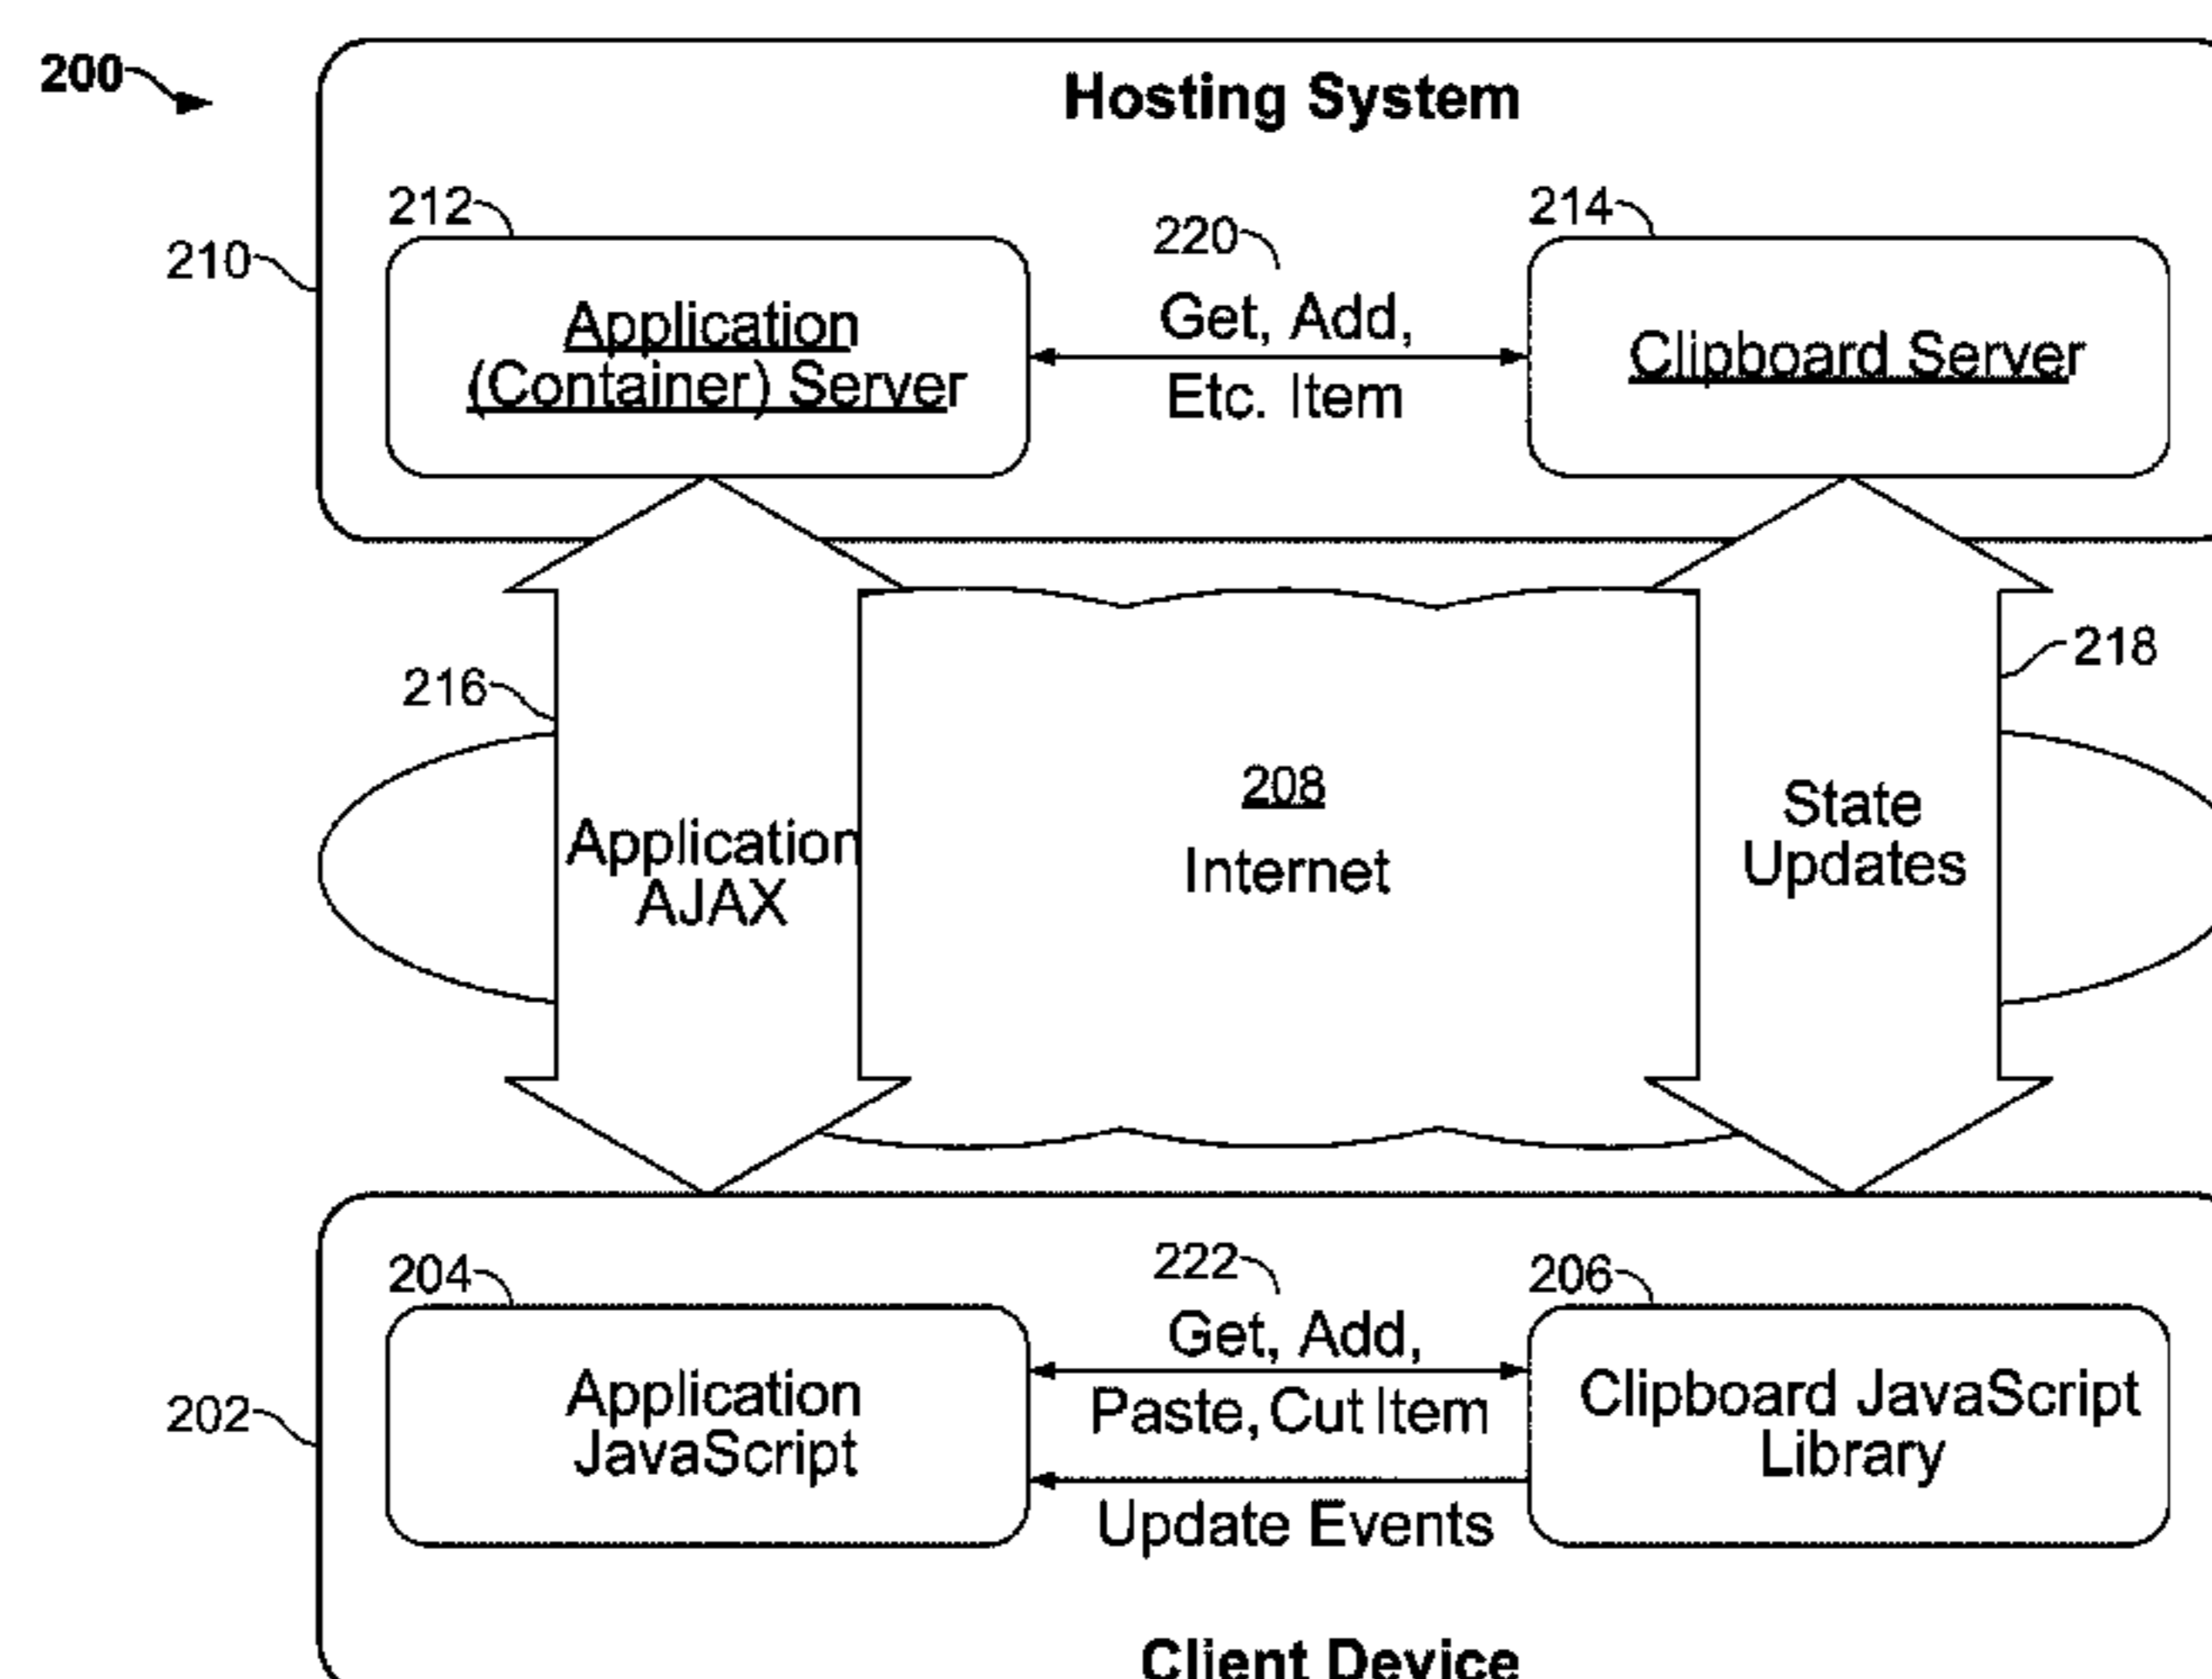 200
Hosting System
212
220
214
210
Application
(Container) Server
Get, Add,
Etc. Item
Clipboard Server
216
218
208
Internet
Application
AJAX
State
Updates
204
222
206
202
Application
JavaScript
Get, Add,
Paste, Cut Item
Update Events
Clipboard JavaScript
Library
Client Device